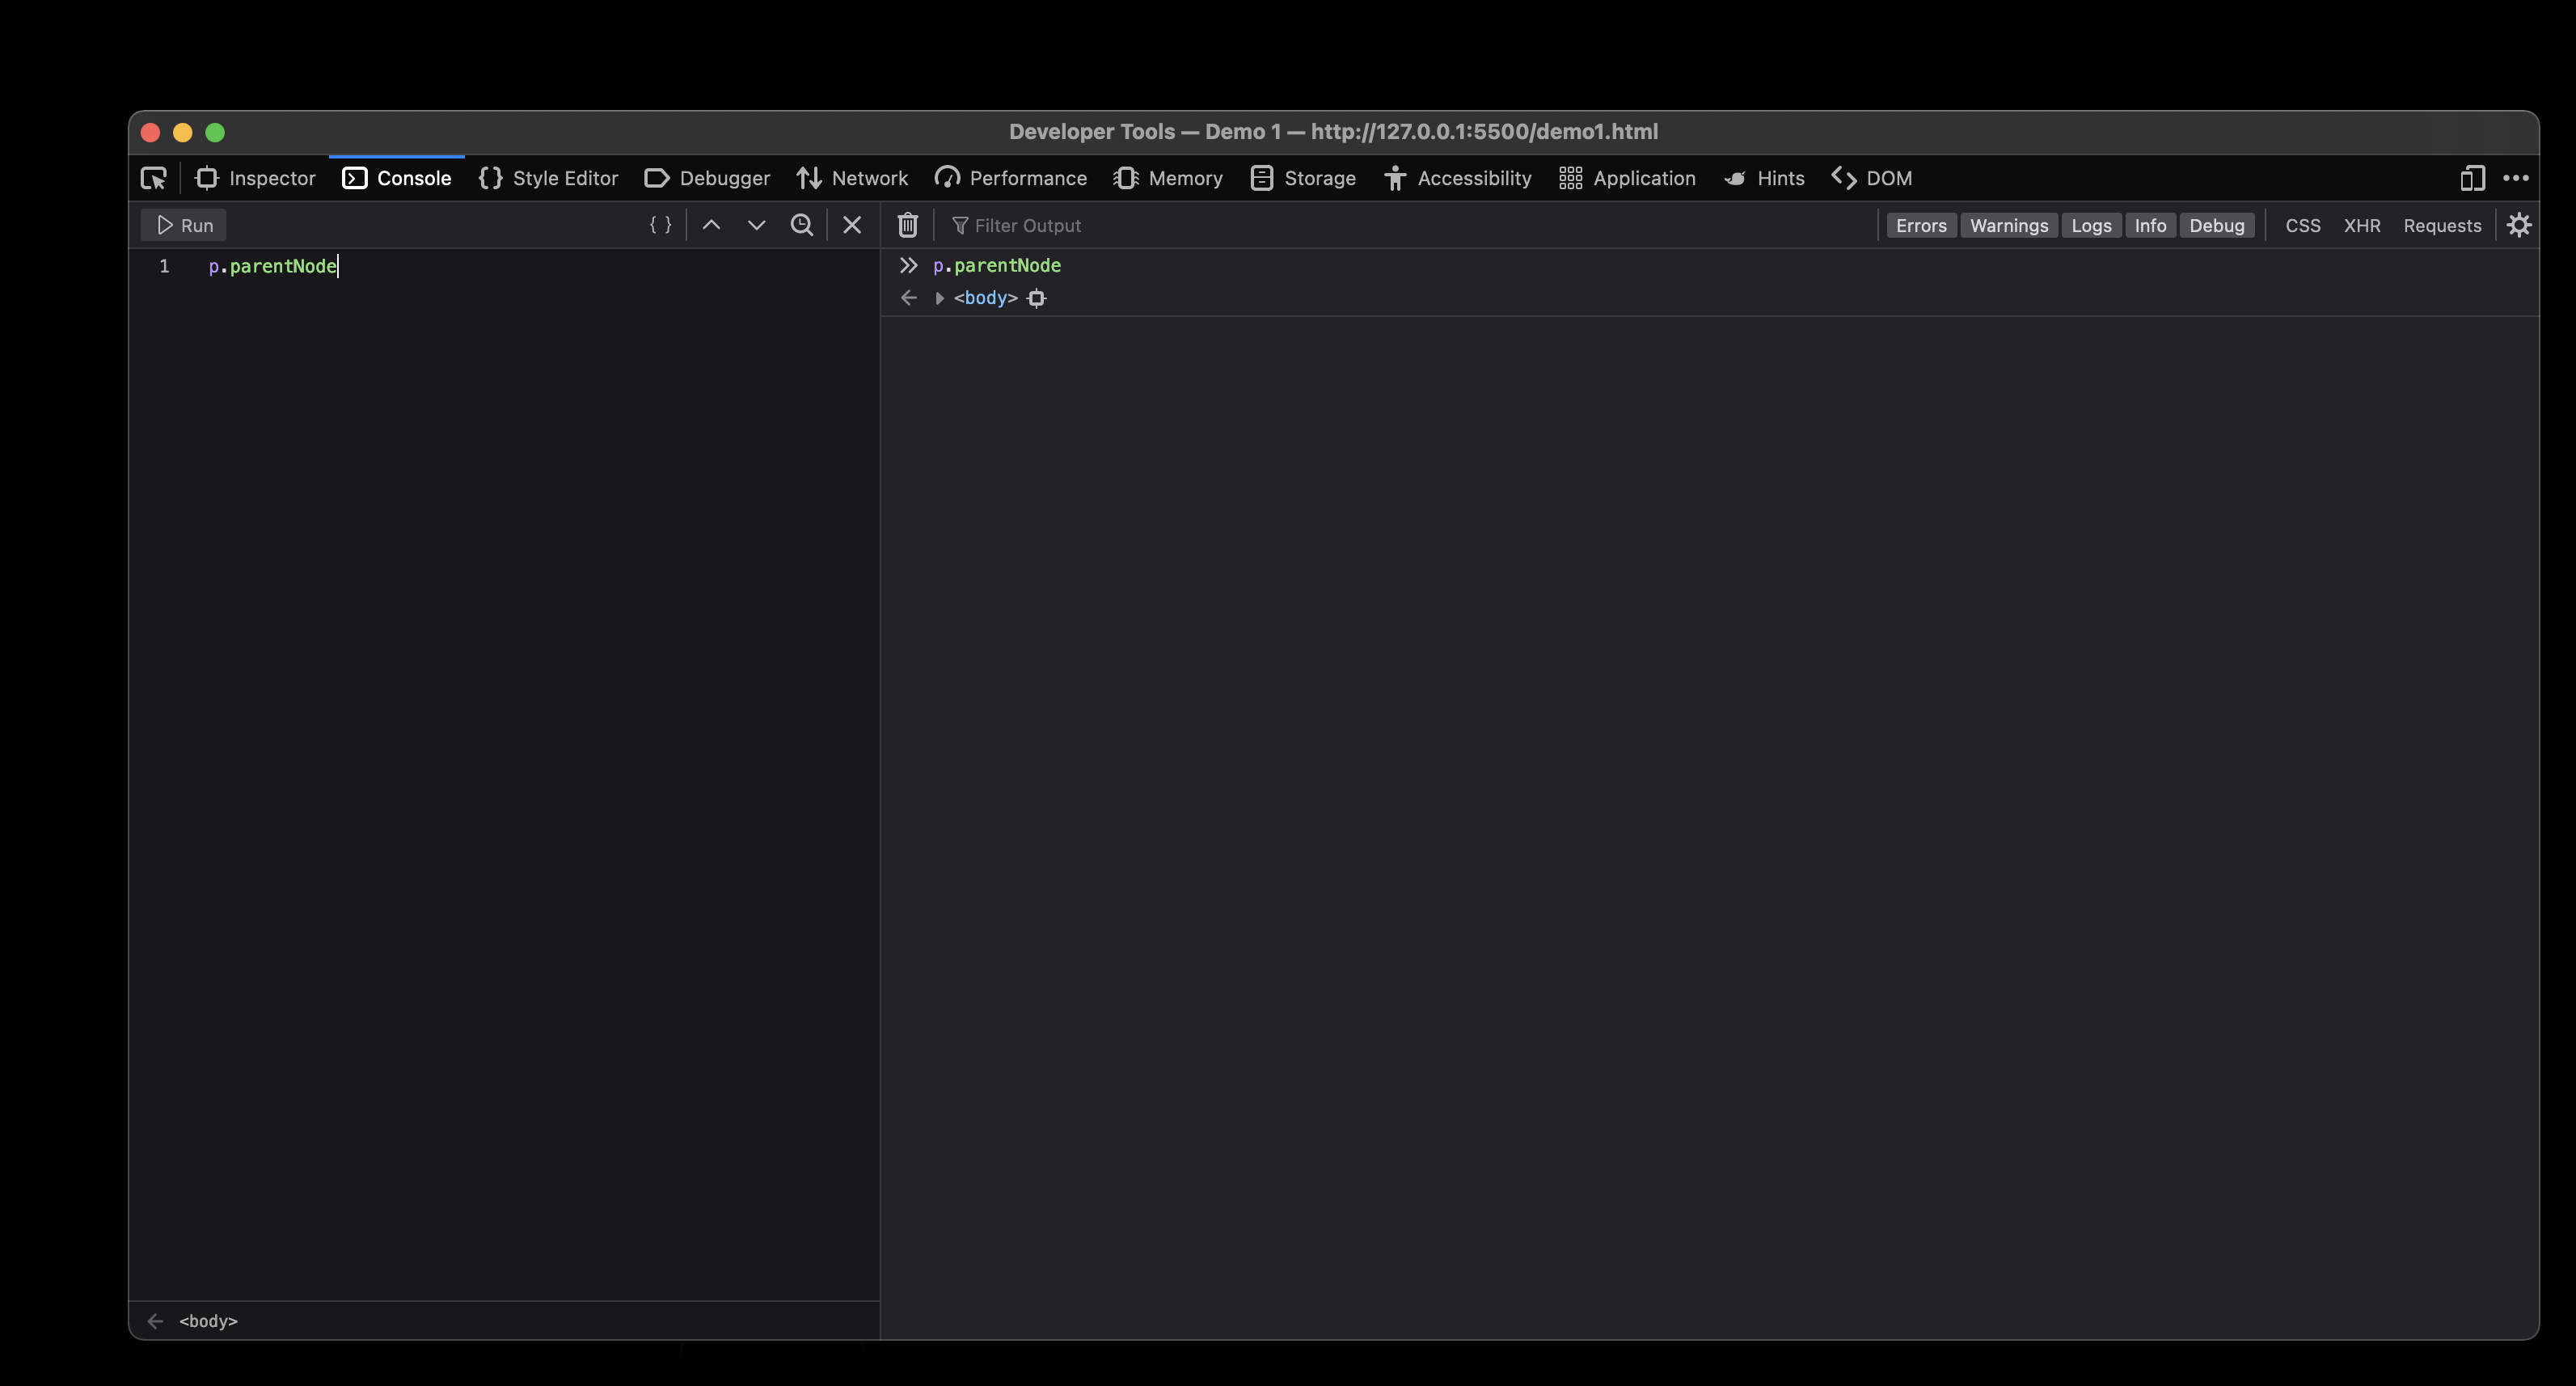 Developer Tools — Demo 1 — http://127.0.0.1:5500/demo1.html
Inspector Console Style Editor Debugger Network Performance Memory Storage Accessibility Application Hints DOM
Run { } Filter Output Errors Warnings Logs Info Debug CSS XHR Requests
1 p.parentNode
p.parentNode
<body>
<body>